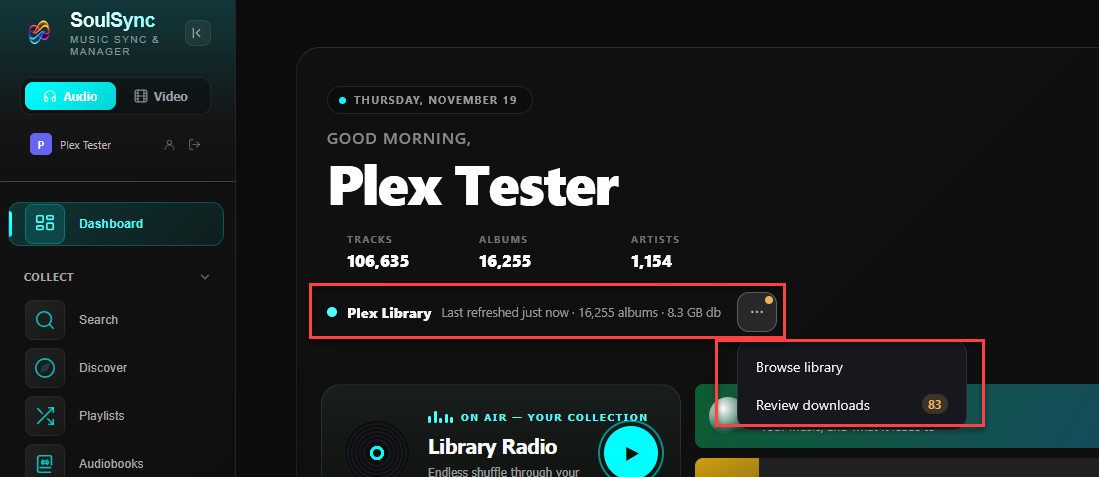 SoulSync
MUSIC SYNC &
MANAGER
Audio
Video
P
Plex Tester
Dashboard
COLLECT
Search
Discover
Playlists
Audiobooks
THURSDAY, NOVEMBER 19
GOOD MORNING,
Plex Tester
TRACKS
106,635
ALBUMS
16,255
ARTISTS
1,154
Plex Library Last refreshed just now · 16,255 albums · 8.3 GB db
Browse library
Review downloads 83
ON AIR — YOUR COLLECTION
Library Radio
Endless shuffle through your